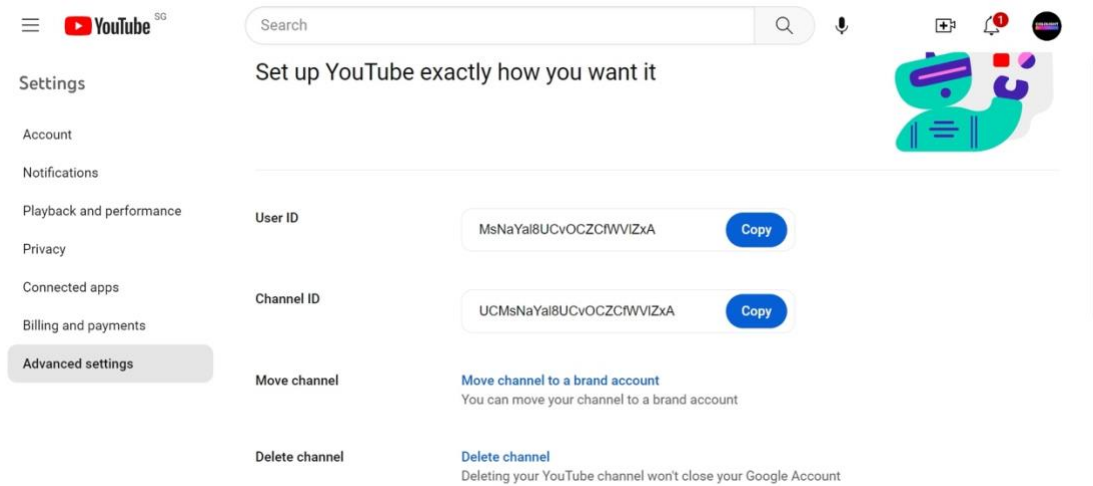 YouTube SG
Search
1
Settings
Account
Notifications
Playback and performance
Privacy
Connected apps
Billing and payments
Advanced settings
Set up YouTube exactly how you want it
User ID
MsNaYal8UCvOCZCfWVlZxA
Copy
Channel ID
UCMsNaYal8UCvOCZCfWVlZxA
Copy
Move channel
Move channel to a brand account
You can move your channel to a brand account
Delete channel
Delete channel
Deleting your YouTube channel won't close your Google Account